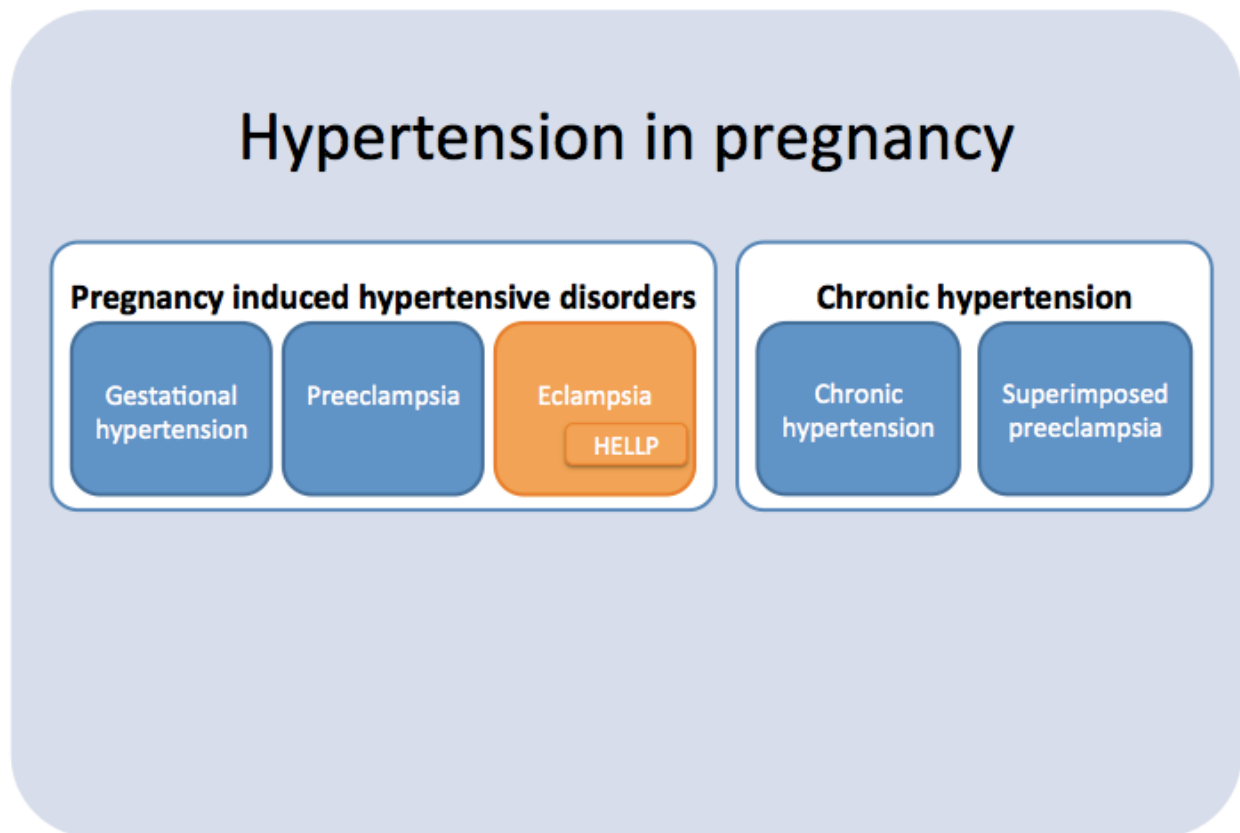 Hypertension in pregnancy
Pregnancy induced hypertensive disorders
Gestational
hypertension
Preeclampsia
Eclampsia
HELLP
Chronic hypertension
Chronic
hypertension
Superimposed
preeclampsia